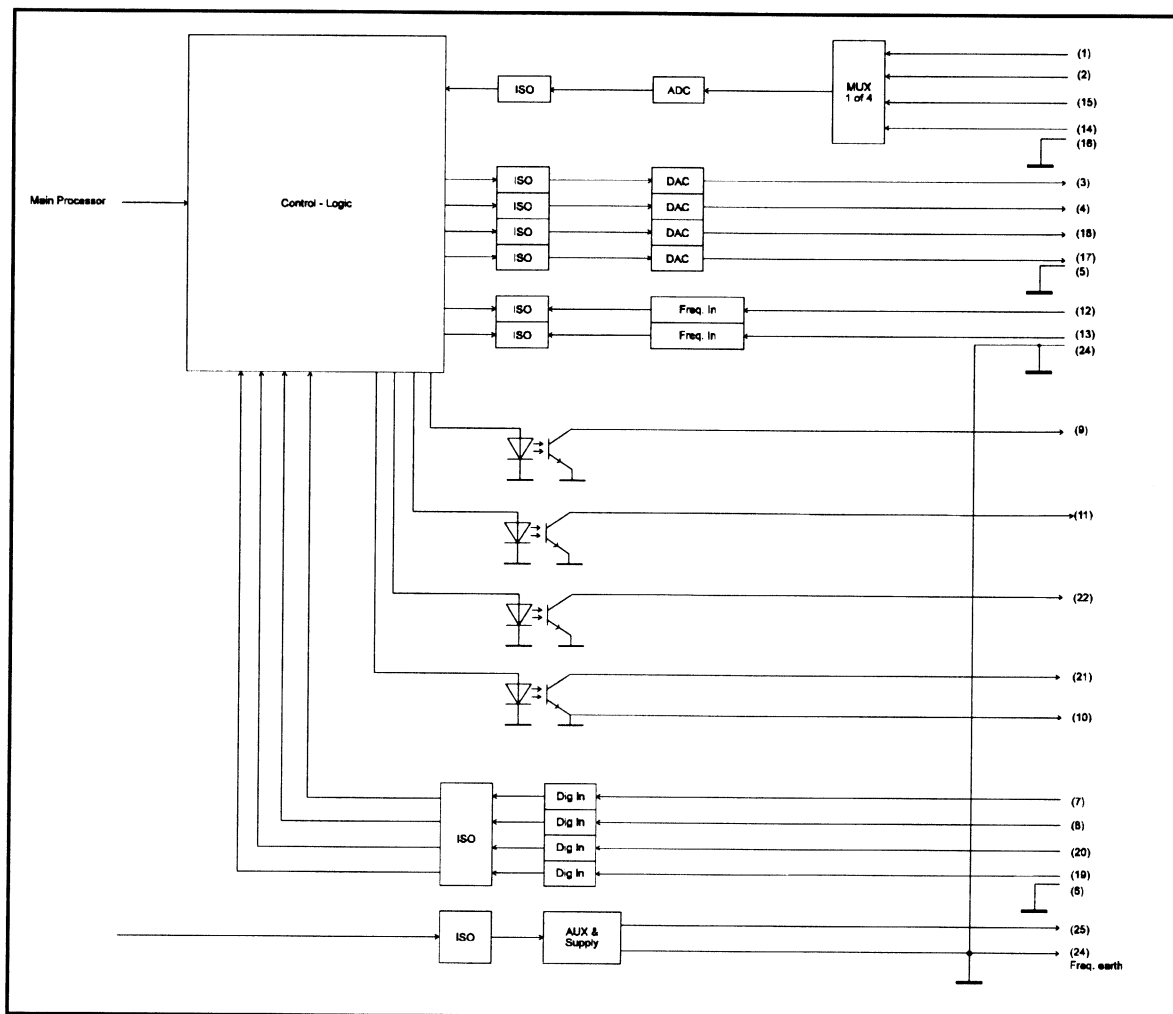 (1)
(2)
ISO
ADC
MUX
1 of 4
(15)
(14)
(16)
ISO
DAC
(3)
Main Processor
Control - Logic
ISO
DAC
(4)
ISO
DAC
(18)
ISO
DAC
(17)
(5)
ISO
Freq. In
(12)
ISO
Freq. In
(13)
(24)
(9)
(11)
(22)
(21)
(10)
Dig In
(7)
Dig In
(8)
ISO
Dig In
(20)
Dig In
(19)
(6)
ISO
AUX &
Supply
(25)
(24)
Freq. earth